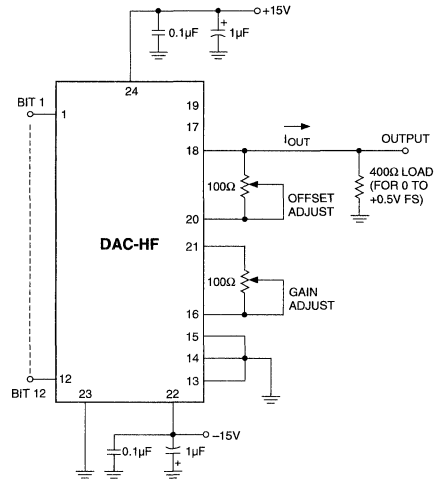 +15V
0.1µF
1µF
+
24
BIT 1
1
19
17
18
IOUT
OUTPUT
100Ω
OFFSET
ADJUST
400Ω LOAD
(FOR 0 TO
+0.5V FS)
20
DAC-HF
21
100Ω
GAIN
ADJUST
16
15
14
13
BIT 12
12
23
22
–15V
0.1µF
1µF
+